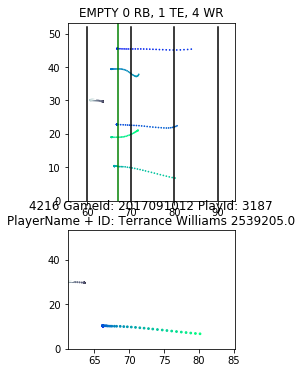 EMPTY 0 RB, 1 TE, 4 WR
50
40
30
20
10
0
60 70 80 90
4216 GameId: 2017091012 PlayId: 3187
PlayerName + ID: Terrance Williams 2539205.0
40
20
0
65 70 75 80 85